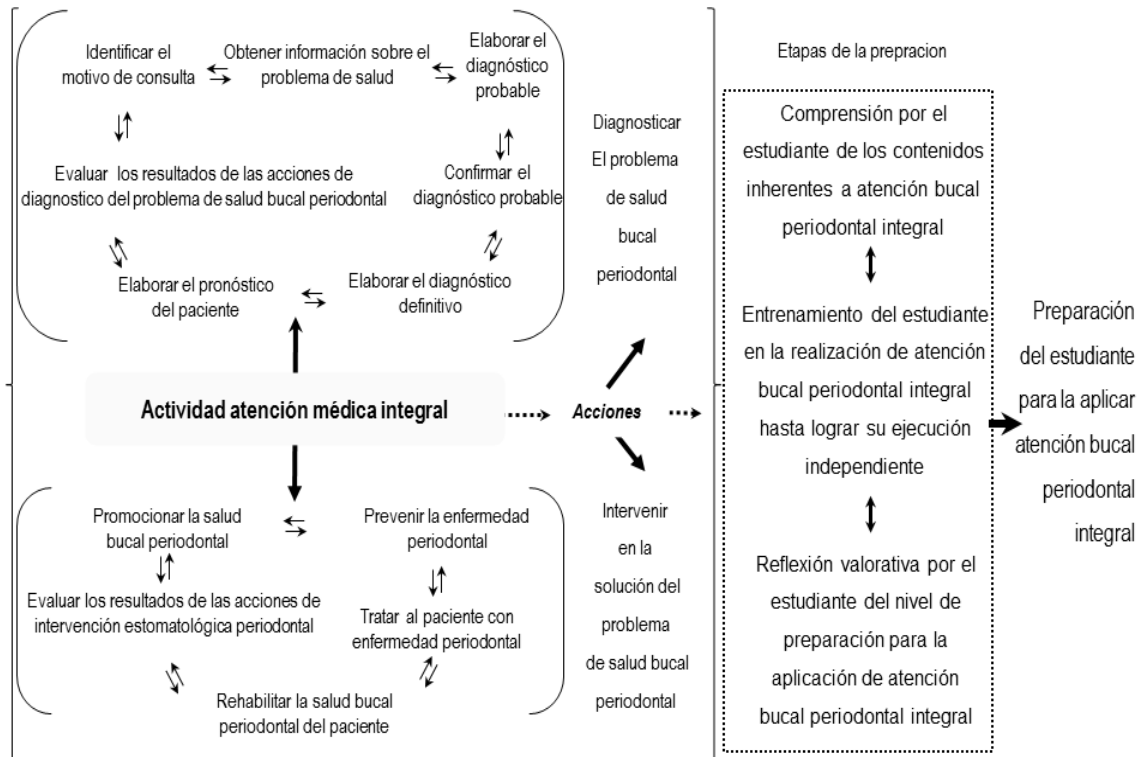 Identificar el
motivo de consulta
Obtener información sobre el
problema de salud
Elaborar el
diagnóstico
probable
Evaluar los resultados de las acciones de
diagnostico del problema de salud bucal periodontal
Confirmar el
diagnóstico probable
Elaborar el pronóstico
del paciente
Elaborar el diagnóstico
definitivo
Actividad atención médica integral
Acciones
Promocionar la salud
bucal periodontal
Prevenir la enfermedad
periodontal
Evaluar los resultados de las acciones de
intervención estomatológica periodontal
Tratar al paciente con
enfermedad periodontal
Rehabilitar la salud bucal
periodontal del paciente
Diagnosticar
El problema
de salud
bucal
periodontal
Intervenir
en la
solución del
problema
de salud bucal
periodontal
Etapas de la prepracion
Comprensión por el
estudiante de los contenidos
inherentes a atención bucal
periodontal integral
Entrenamiento del estudiante
en la realización de atención
bucal periodontal integral
hasta lograr su ejecución
independiente
Reflexión valorativa por el
estudiante del nivel de
preparación para la
aplicación de atención
bucal periodontal integral
Preparación
del estudiante
para la aplicar
atención bucal
periodontal
integral